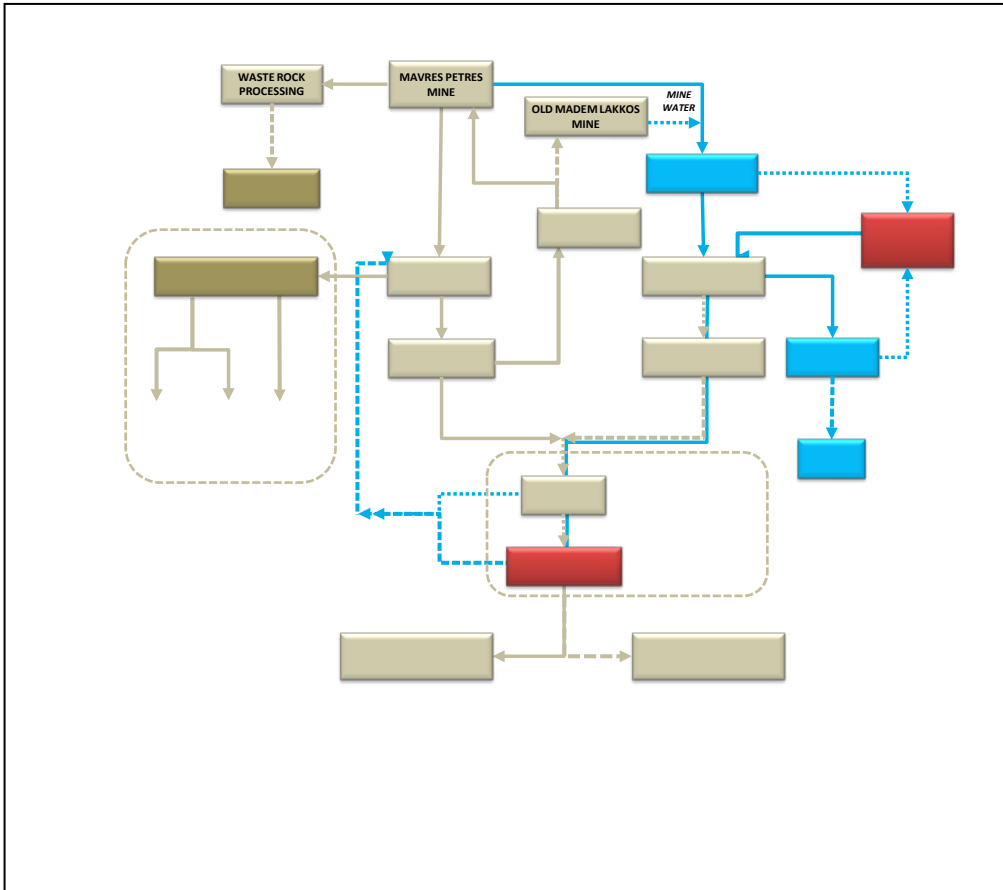 WASTE ROCK
PROCESSING
MAVRES PETRES
MINE
OLD MADEM LAKKOS
MINE
MINE
WATER